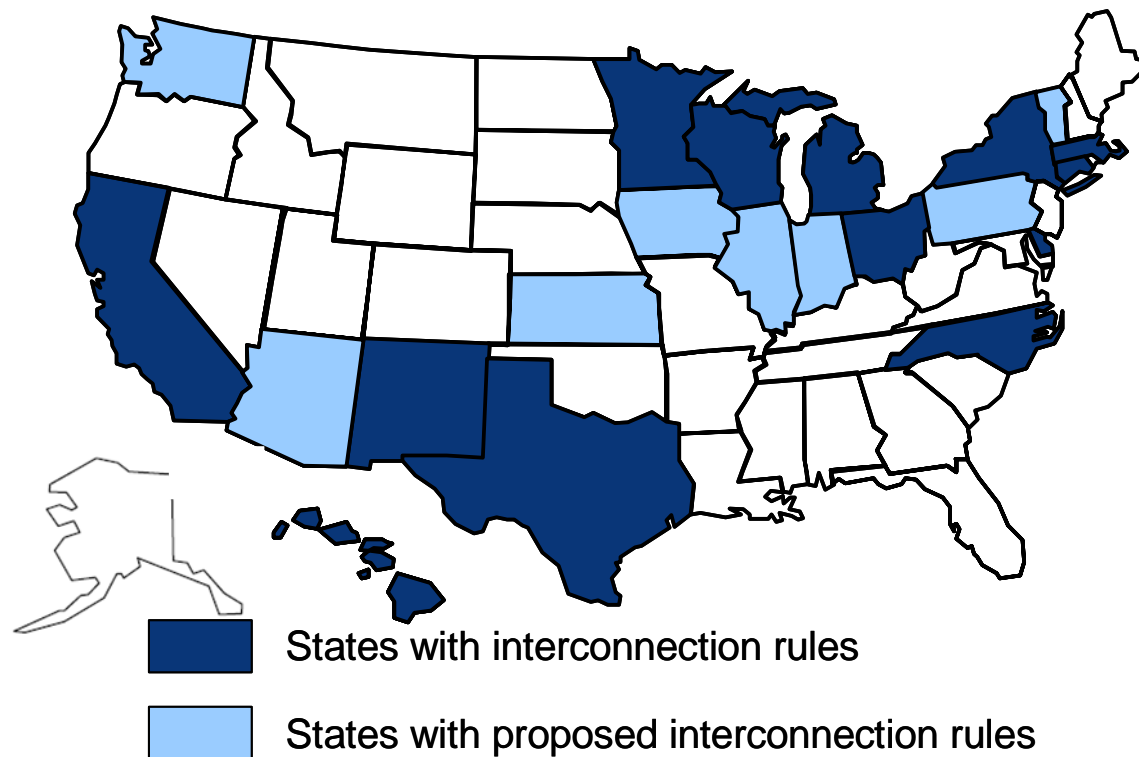 States with interconnection rules
States with proposed interconnection rules